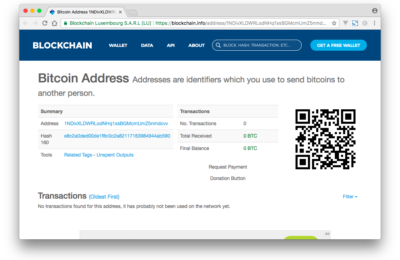 Bitcoin Address
Blockchain Luxembourg S.A.R.L [LU]
https://blockchain.info/address/
BLOCKCHAIN
WALLET
DATA
API
ABOUT
BLOCK, HASH, TRANSACTION, ETC...
GET A FREE WALLET
Bitcoin Address Addresses are identifiers which you use to send bitcoins to
another person.
Summary
Address
Hash
160
Tools
Related Tags - Unspent Outputs
Transactions
No. Transactions 0
Total Received 0 BTC
Final Balance 0 BTC
Request Payment
Donation Button
Transactions (Oldest First)
Filter
No transactions found for this address, it has probably not been used on the network yet.